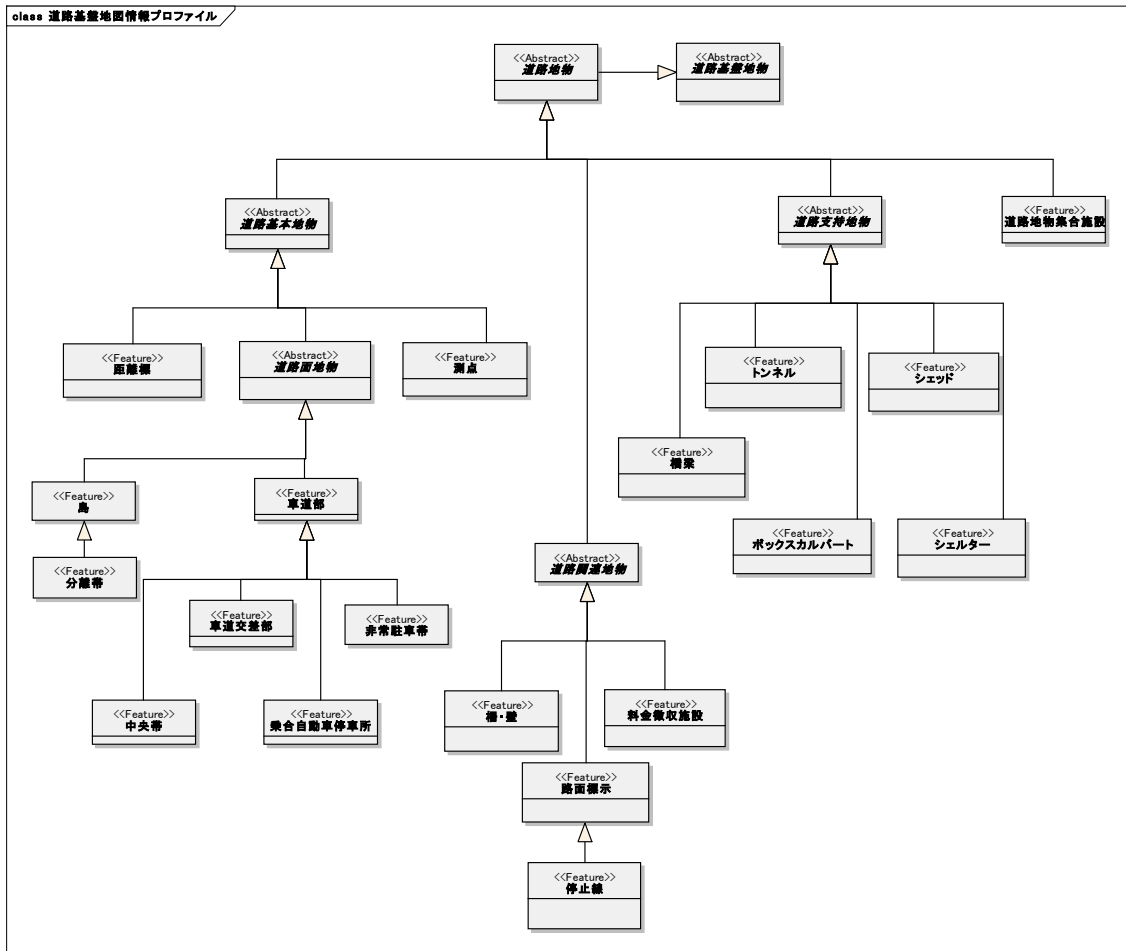 class 道路基盤地図情報プロファイル
<<Abstract>>
道路地物
<<Abstract>>
道路基盤地物
<<Abstract>>
道路基本地物
<<Abstract>>
道路支持地物
<<Feature>>
道路地物集合施設
<<Feature>>
距離標
<<Abstract>>
道路面地物
<<Feature>>
測点
<<Feature>>
トンネル
<<Feature>>
シェッド
<<Feature>>
橋梁
<<Feature>>
島
<<Feature>>
車道部
<<Feature>>
ボックスカルバート
<<Feature>>
シェルター
<<Abstract>>
道路関連地物
<<Feature>>
分離帯
<<Feature>>
車道交差部
<<Feature>>
非常駐車帯
<<Feature>>
中央帯
<<Feature>>
乗合自動車停車所
<<Feature>>
柵・壁
<<Feature>>
料金徴収施設
<<Feature>>
路面標示
<<Feature>>
停止線